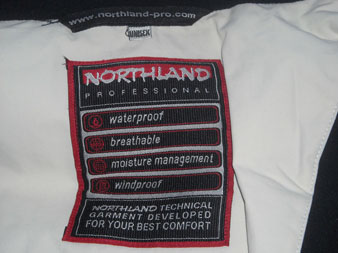 www.northland-pro.com
UNISEX
NORTHLAND
PROFESSIONAL
waterproof
breathable
moisture management
windproof
NORTHLAND TECHNICAL
GARMENT DEVELOPED
FOR YOUR BEST COMFORT